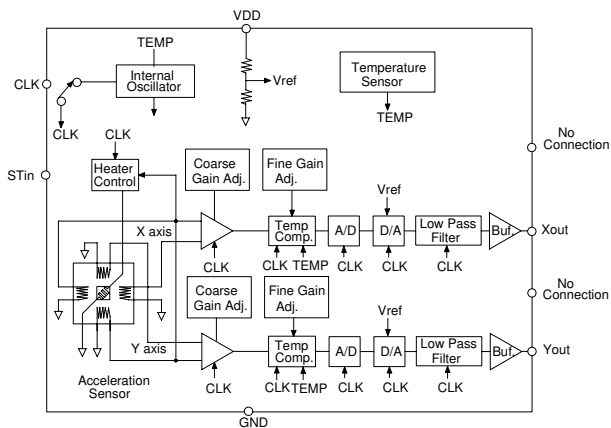 VDD
TEMP
Internal
Oscillator
Vref
Temperature
Sensor
TEMP
CLK
CLK
CLK
No
Connection
STin
Heater
Control
Coarse
Gain Adj.
Fine Gain
Adj.
Vref
X axis
Temp
Comp.
A/D
D/A
Low Pass
Filter
Buf.
Xout
CLK
CLK
TEMP
CLK
CLK
CLK
No
Connection
Coarse
Gain Adj.
Fine Gain
Adj.
Vref
Y axis
Temp
Comp.
A/D
D/A
Low Pass
Filter
Buf.
Yout
CLK
CLK
TEMP
CLK
CLK
CLK
Acceleration
Sensor
GND